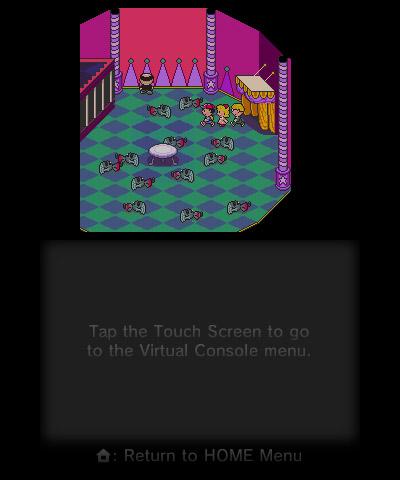 Tap the Touch Screen to go
to the Virtual Console menu.
: Return to HOME Menu